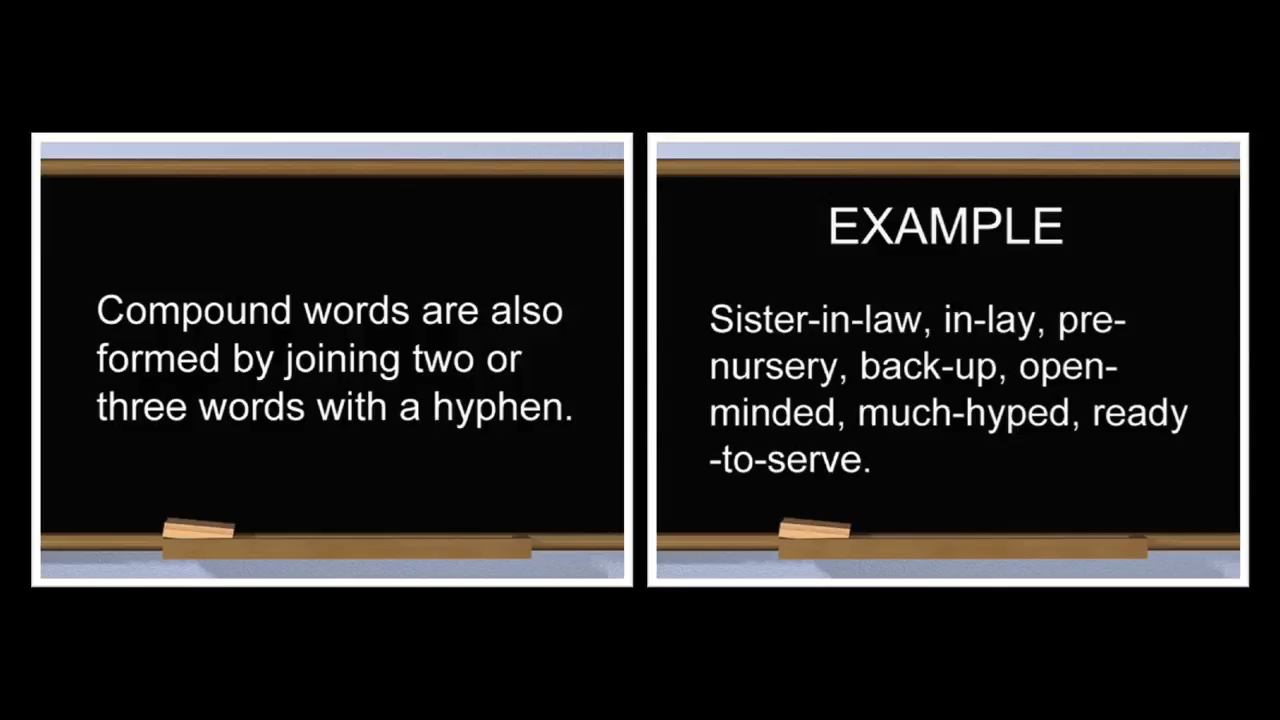 Compound words are also
formed by joining two or
three words with a hyphen.
EXAMPLE
Sister-in-law, in-lay, pre-
nursery, back-up, open-
minded, much-hyped, ready
-to-serve.